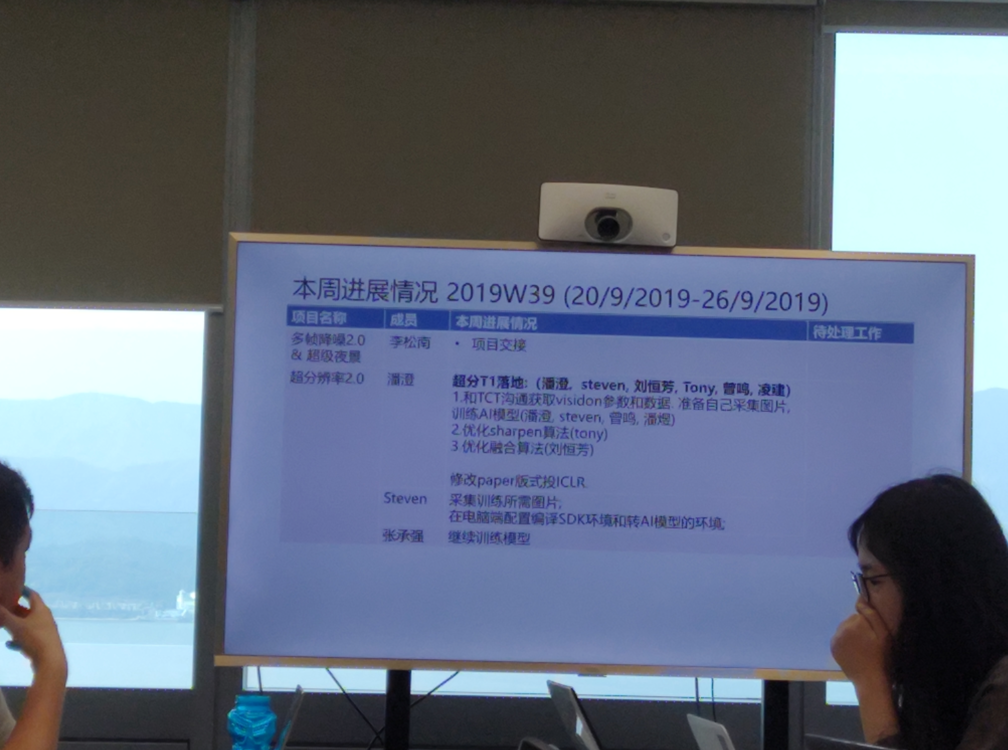 本周进展情况 2019W39 (20/9/2019-26/9/2019)
项目名称 成员 本周进展情况 待处理工作
多帧降噪2.0 李松南 • 项目交接
& 超级夜景
超分辨率2.0 潘澄 超分T1落地:（潘澄, steven, 刘恒芳, Tony, 曾鸣, 凌建）
1.和TCT沟通获取visidon参数和数据. 准备自己采集图片,
训练AI模型(潘澄, steven, 曾鸣, 潘煜)
2.优化sharpen算法(tony)
3 优化融合算法(刘恒芳)
修改paper版式投ICLR
Steven 采集训练所需图片;
在电脑端配置编译SDK环境和转AI模型的环境;
张承强 继续训练模型